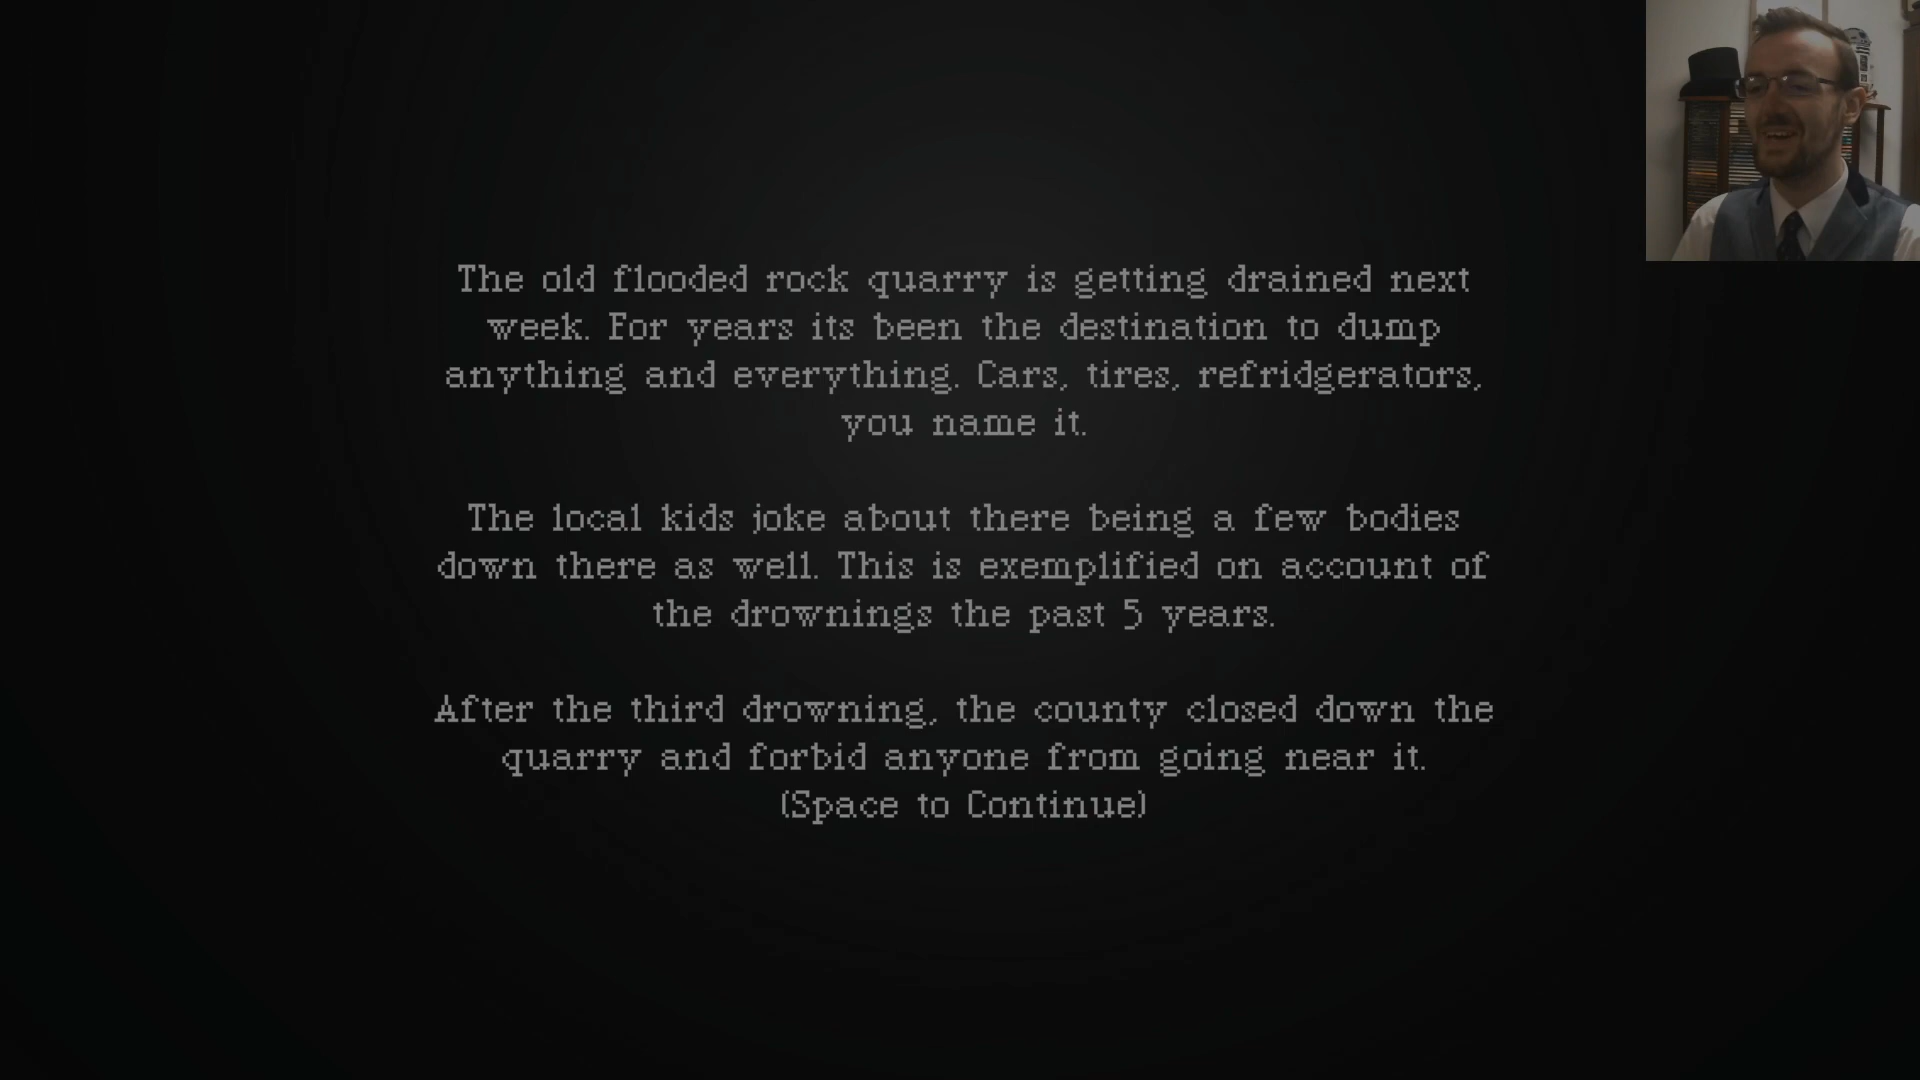 The old flooded rock quarry is getting drained next
week. For years its been the destination to dump
anything and everything. Cars, tires, refridgerators,
you name it.
The local kids joke about there being a few bodies
down there as well. This is exemplified on account of
the drownings the past 5 years.
After the third drowning, the county closed down the
quarry and forbid anyone from going near it.
(Space to Continue)